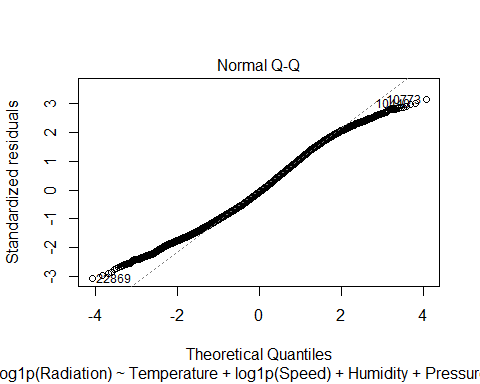 Normal Q-Q
Standardized residuals
3
2
1
0
-1
-2
-3
10773
22869
-4 -2 0 2 4
Theoretical Quantiles
log1p(Radiation) ~ Temperature + log1p(Speed) + Humidity + Pressure